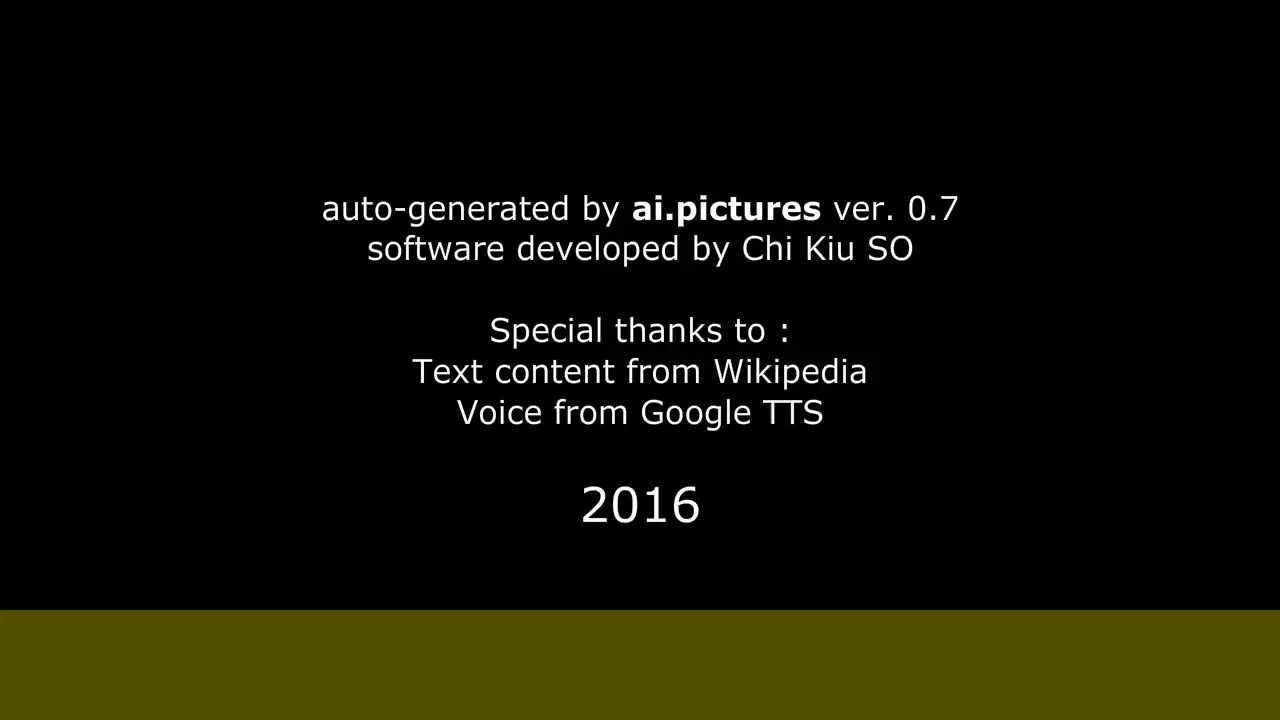 auto-generated by ai.pictures ver. 0.7
software developed by Chi Kiu SO
Special thanks to :
Text content from Wikipedia
Voice from Google TTS
2016